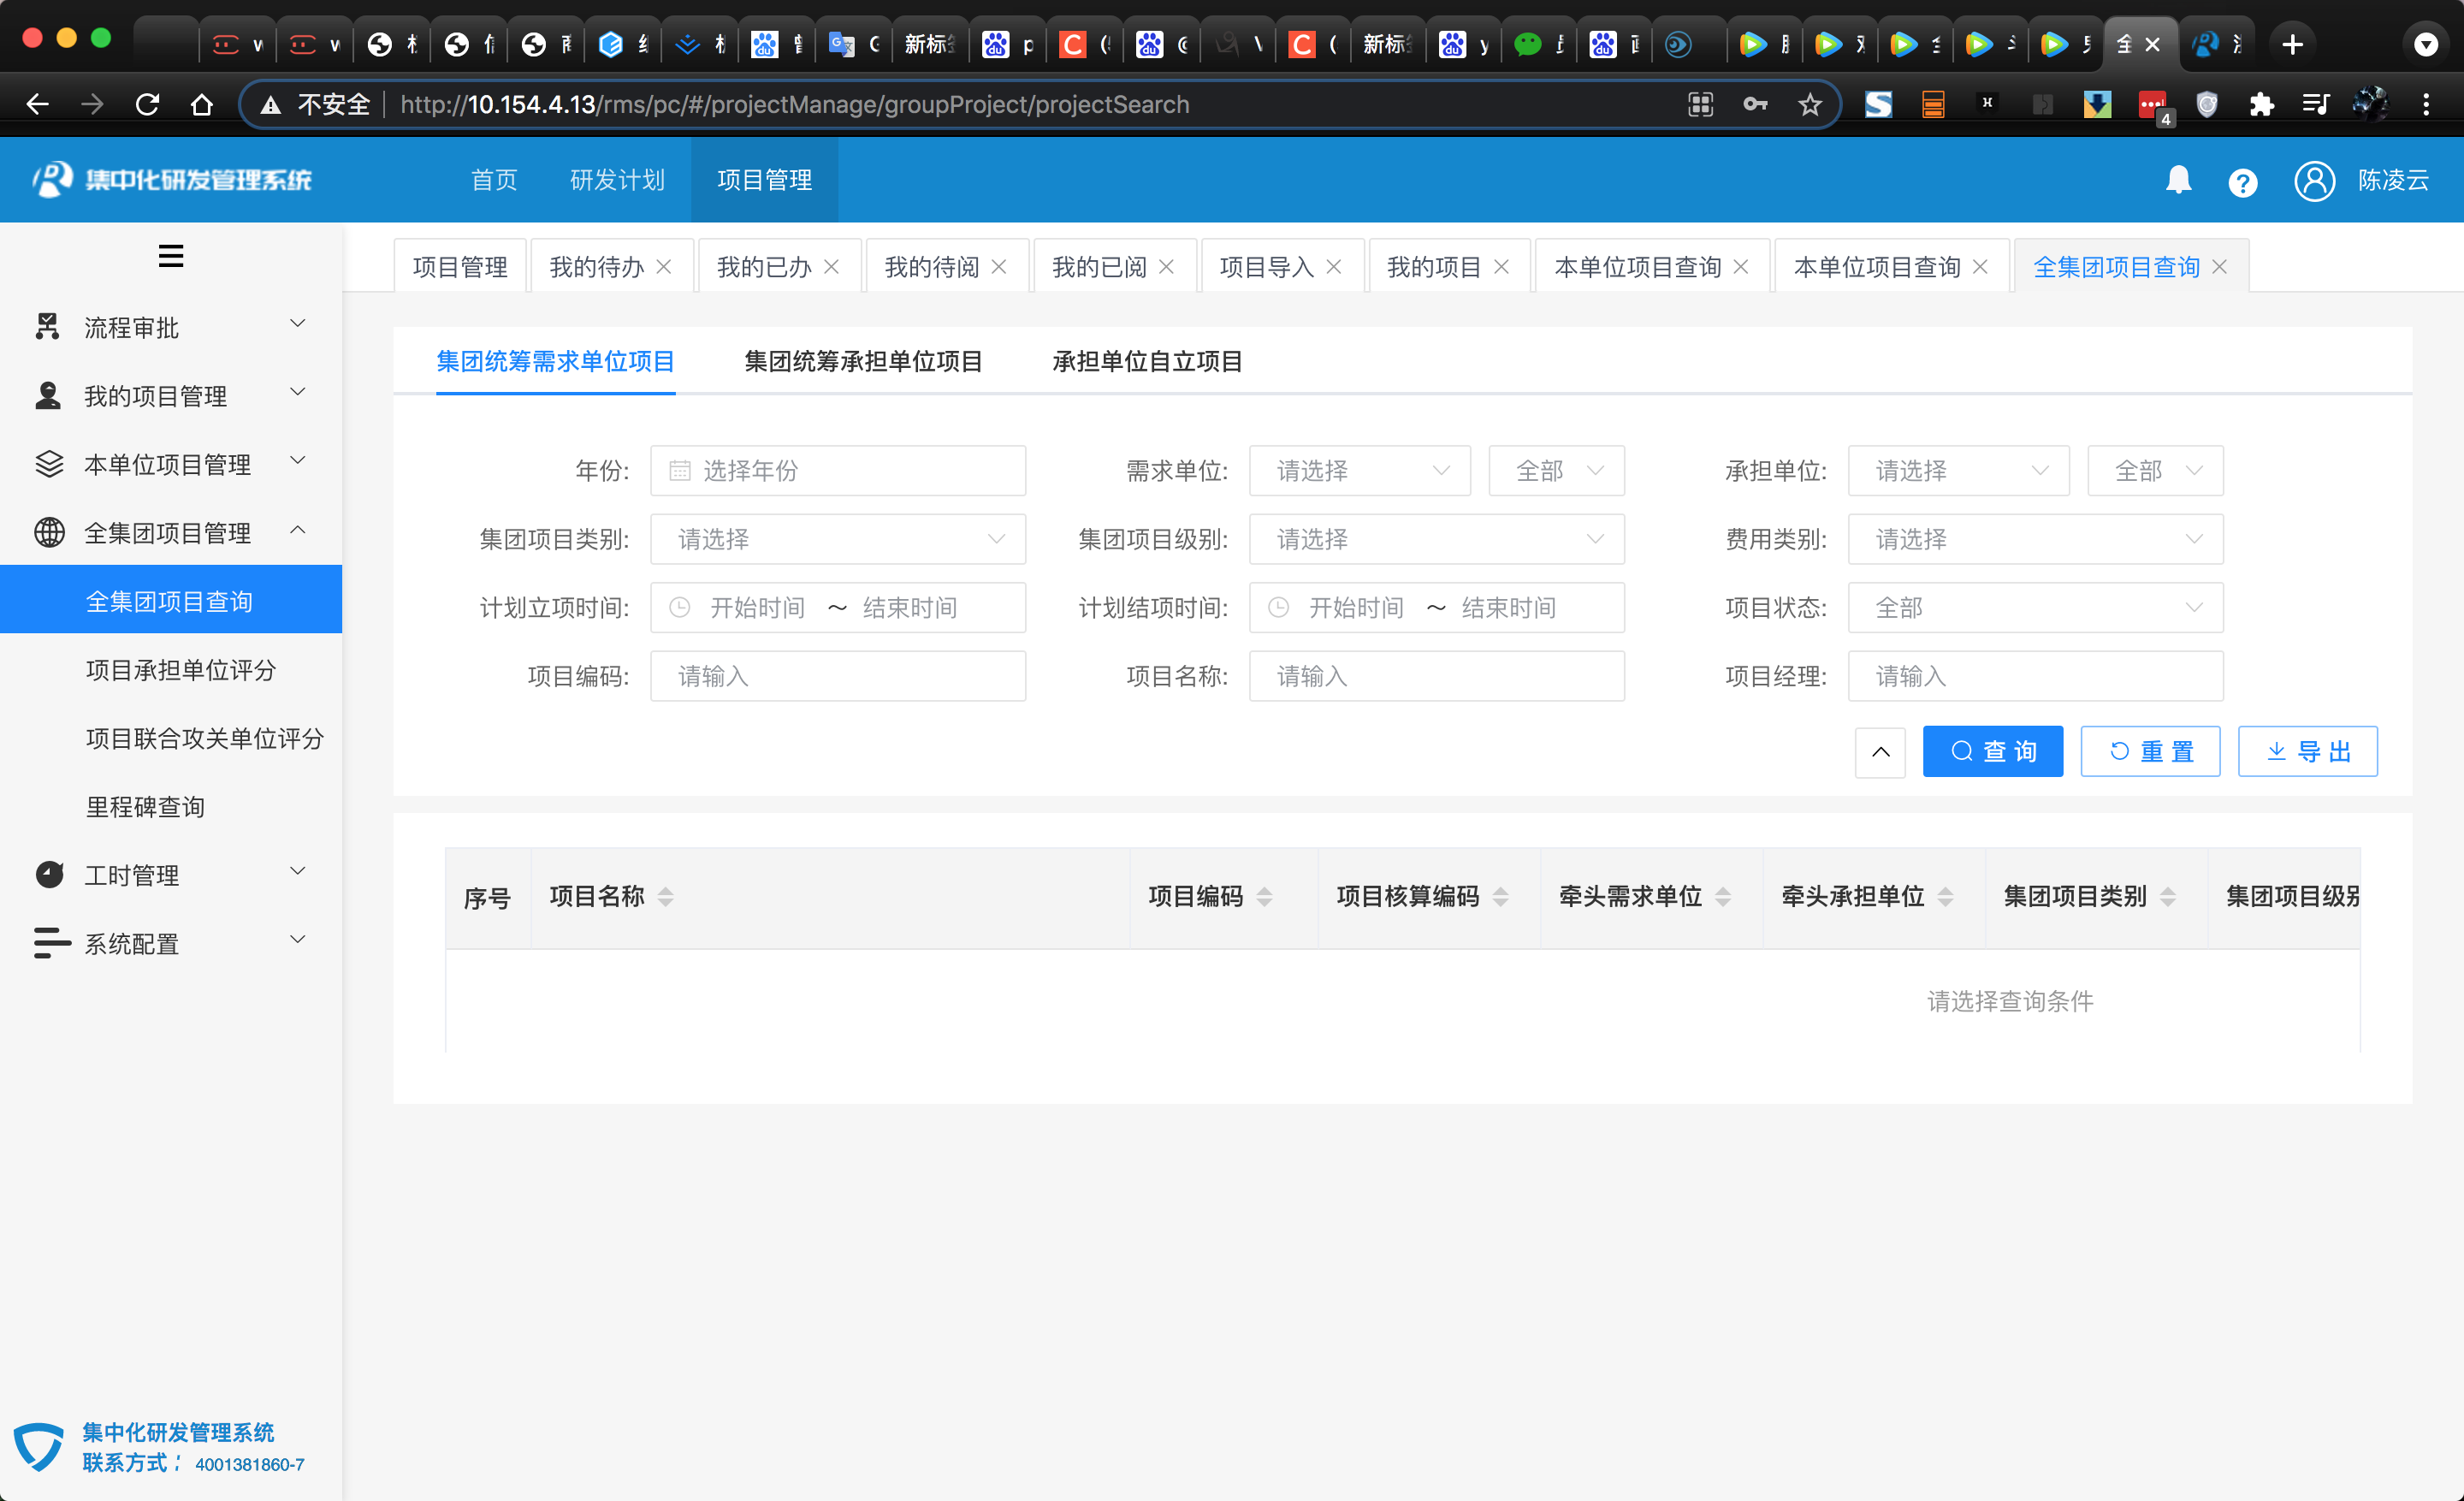 新标
新标
不安全 http://10.154.4.13/rms/pc/#/projectManage/groupProject/projectSearch
4
集中化研发管理系统 首页 研发计划 项目管理 陈凌云
项目管理 我的待办 我的已办 我的待阅 我的已阅 项目导入 我的项目 本单位项目查询 本单位项目查询 全集团项目查询
流程审批
我的项目管理
本单位项目管理
全集团项目管理
全集团项目查询
项目承担单位评分
项目联合攻关单位评分
里程碑查询
工时管理
系统配置
集中化研发管理系统
联系方式: 4001381860-7
集团统筹需求单位项目 集团统筹承担单位项目 承担单位自立项目
年份: 选择年份 需求单位: 请选择 全部 承担单位: 请选择 全部
集团项目类别: 请选择 集团项目级别: 请选择 费用类别: 请选择
计划立项时间: 开始时间 ~ 结束时间 计划结项时间: 开始时间 ~ 结束时间 项目状态: 全部
项目编码: 请输入 项目名称: 请输入 项目经理: 请输入
查询 重置 导出
序号 项目名称 项目编码 项目核算编码 牵头需求单位 牵头承担单位 集团项目类别 集团项目级别
请选择查询条件